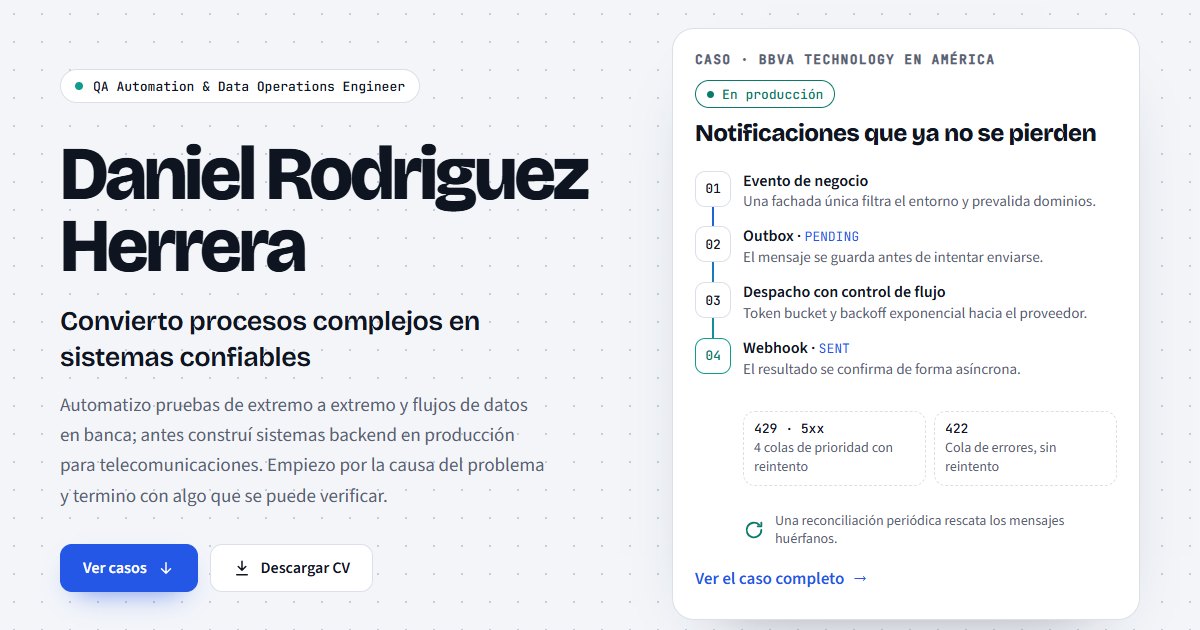 QA Automation & Data Operations Engineer
Daniel Rodriguez
Herrera
Convierto procesos complejos en
sistemas confiables
Automatizo pruebas de extremo a extremo y flujos de datos
en banca; antes construí sistemas backend en producción
para telecomunicaciones. Empiezo por la causa del problema
y termino con algo que se puede verificar.
Ver casos ↓
Descargar CV
CASO · BBVA TECHNOLOGY EN AMÉRICA
En producción
Notificaciones que ya no se pierden
01
Evento de negocio
Una fachada única filtra el entorno y prevalida dominios.
02
Outbox · PENDING
El mensaje se guarda antes de intentar enviarse.
03
Despacho con control de flujo
Token bucket y backoff exponencial hacia el proveedor.
04
Webhook · SENT
El resultado se confirma de forma asíncrona.
429 · 5xx
4 colas de prioridad con
reintento
422
Cola de errores, sin
reintento
Una reconciliación periódica rescata los mensajes
huérfanos.
Ver el caso completo →